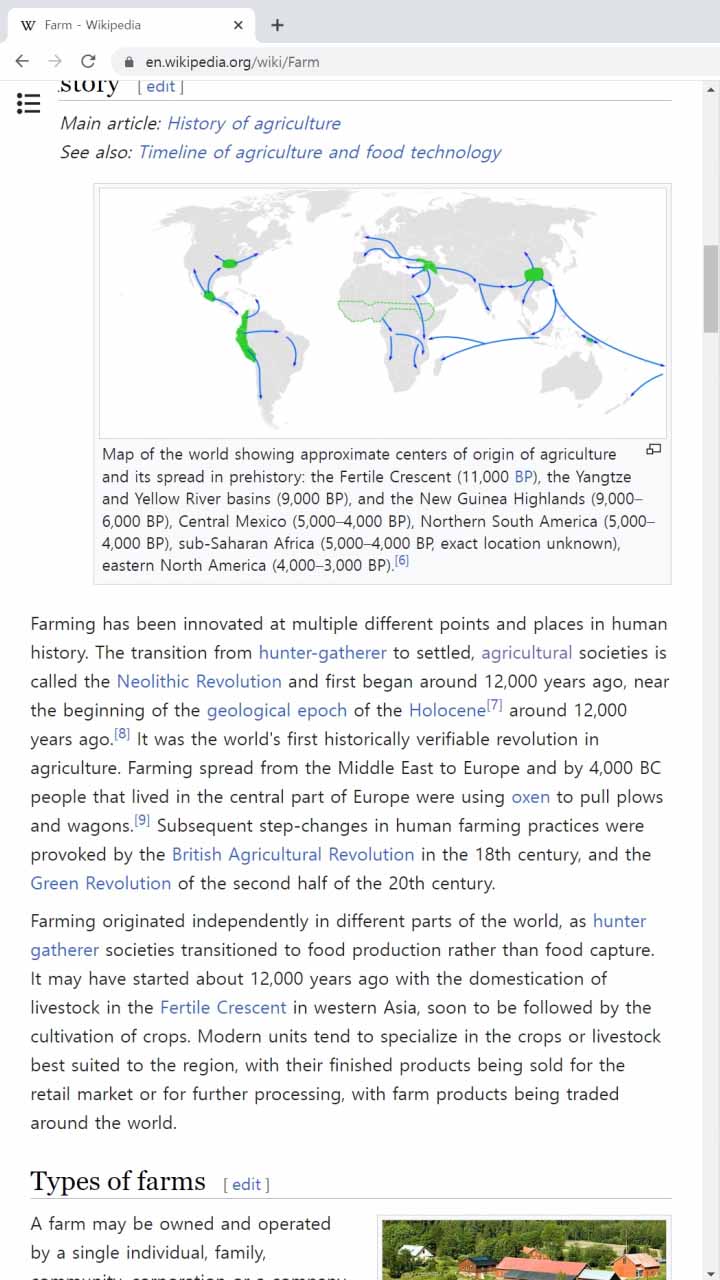 W Farm - Wikipedia × +
en.wikipedia.org/wiki/Farm
story [ edit ]
Main article: History of agriculture
See also: Timeline of agriculture and food technology
Map of the world showing approximate centers of origin of agriculture
and its spread in prehistory: the Fertile Crescent (11,000 BP), the Yangtze
and Yellow River basins (9,000 BP), and the New Guinea Highlands (9,000–
6,000 BP), Central Mexico (5,000–4,000 BP), Northern South America (5,000–
4,000 BP), sub-Saharan Africa (5,000–4,000 BP, exact location unknown),
eastern North America (4,000–3,000 BP).[6]
Farming has been innovated at multiple different points and places in human
history. The transition from hunter-gatherer to settled, agricultural societies is
called the Neolithic Revolution and first began around 12,000 years ago, near
the beginning of the geological epoch of the Holocene[7] around 12,000
years ago.[8] It was the world's first historically verifiable revolution in
agriculture. Farming spread from the Middle East to Europe and by 4,000 BC
people that lived in the central part of Europe were using oxen to pull plows
and wagons.[9] Subsequent step-changes in human farming practices were
provoked by the British Agricultural Revolution in the 18th century, and the
Green Revolution of the second half of the 20th century.
Farming originated independently in different parts of the world, as hunter
gatherer societies transitioned to food production rather than food capture.
It may have started about 12,000 years ago with the domestication of
livestock in the Fertile Crescent in western Asia, soon to be followed by the
cultivation of crops. Modern units tend to specialize in the crops or livestock
best suited to the region, with their finished products being sold for the
retail market or for further processing, with farm products being traded
around the world.
Types of farms [ edit ]
A farm may be owned and operated
by a single individual, family,
community, corporation or a company